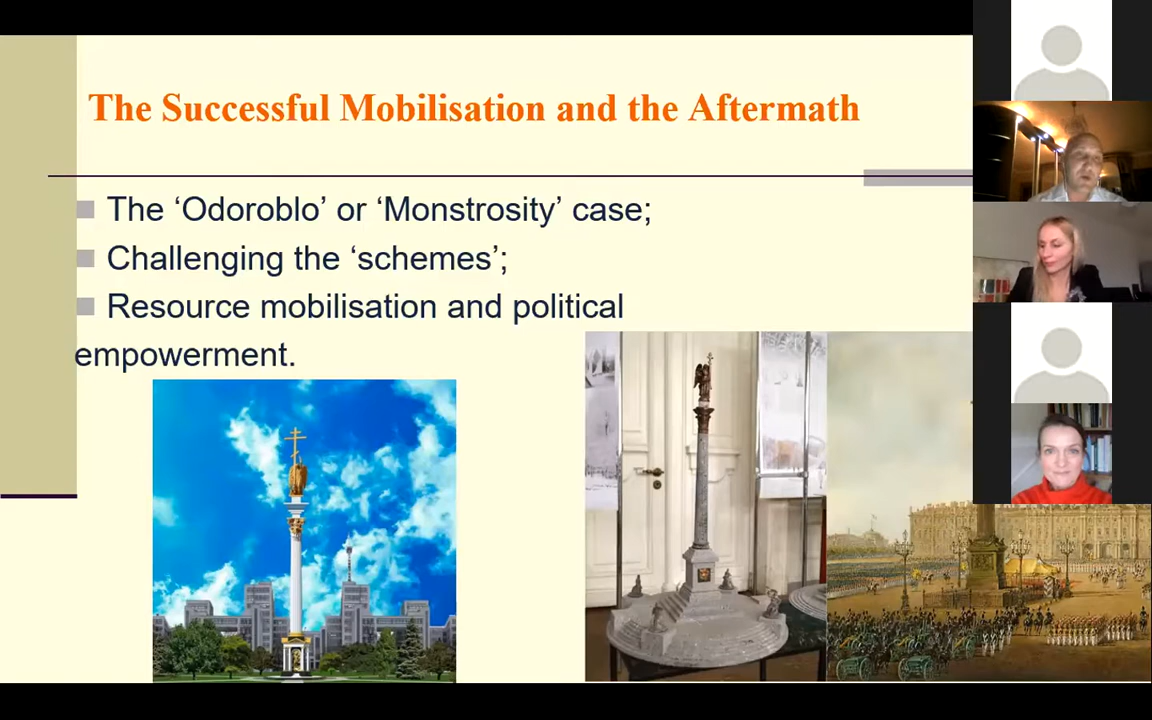 The Successful Mobilisation and the Aftermath
The ‘Odoroblo’ or ‘Monstrosity’ case;
Challenging the ‘schemes’;
Resource mobilisation and political
empowerment.